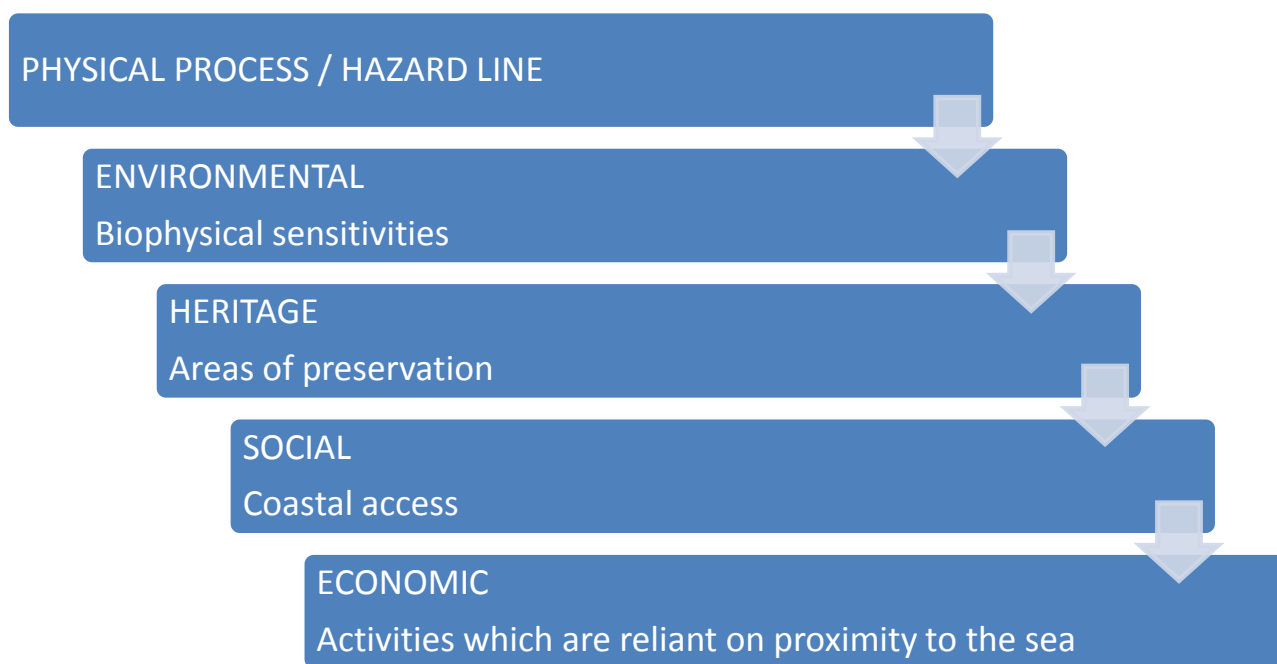 PHYSICAL PROCESS / HAZARD LINE
ENVIRONMENTAL
Biophysical sensitivities
HERITAGE
Areas of preservation
SOCIAL
Coastal access
ECONOMIC
Activities which are reliant on proximity to the sea